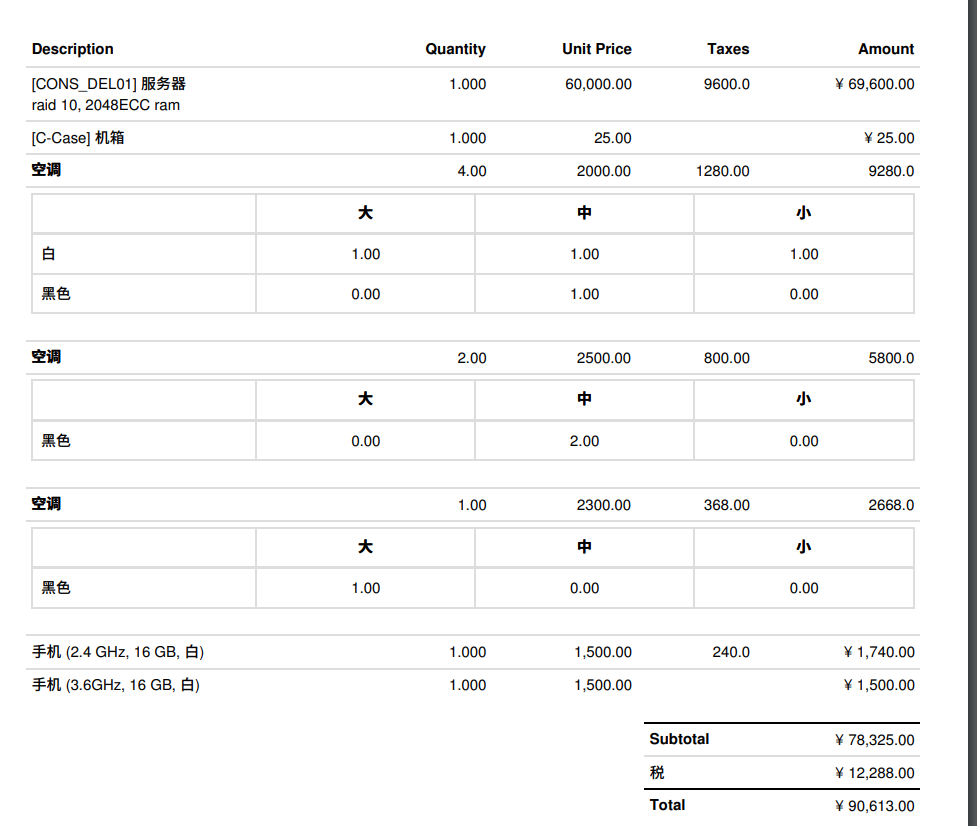 Description Quantity Unit Price Taxes Amount
[CONS_DEL01] 服务器 1.000 60,000.00 9600.0 ¥ 69,600.00
raid 10, 2048ECC ram
[C-Case] 机箱 1.000 25.00 ¥ 25.00
空调 4.00 2000.00 1280.00 9280.0
大 中 小
白 1.00 1.00 1.00
黑色 0.00 1.00 0.00
空调 2.00 2500.00 800.00 5800.0
大 中 小
黑色 0.00 2.00 0.00
空调 1.00 2300.00 368.00 2668.0
大 中 小
黑色 1.00 0.00 0.00
手机 (2.4 GHz, 16 GB, 白) 1.000 1,500.00 240.0 ¥ 1,740.00
手机 (3.6GHz, 16 GB, 白) 1.000 1,500.00 ¥ 1,500.00
Subtotal ¥ 78,325.00
税 ¥ 12,288.00
Total ¥ 90,613.00